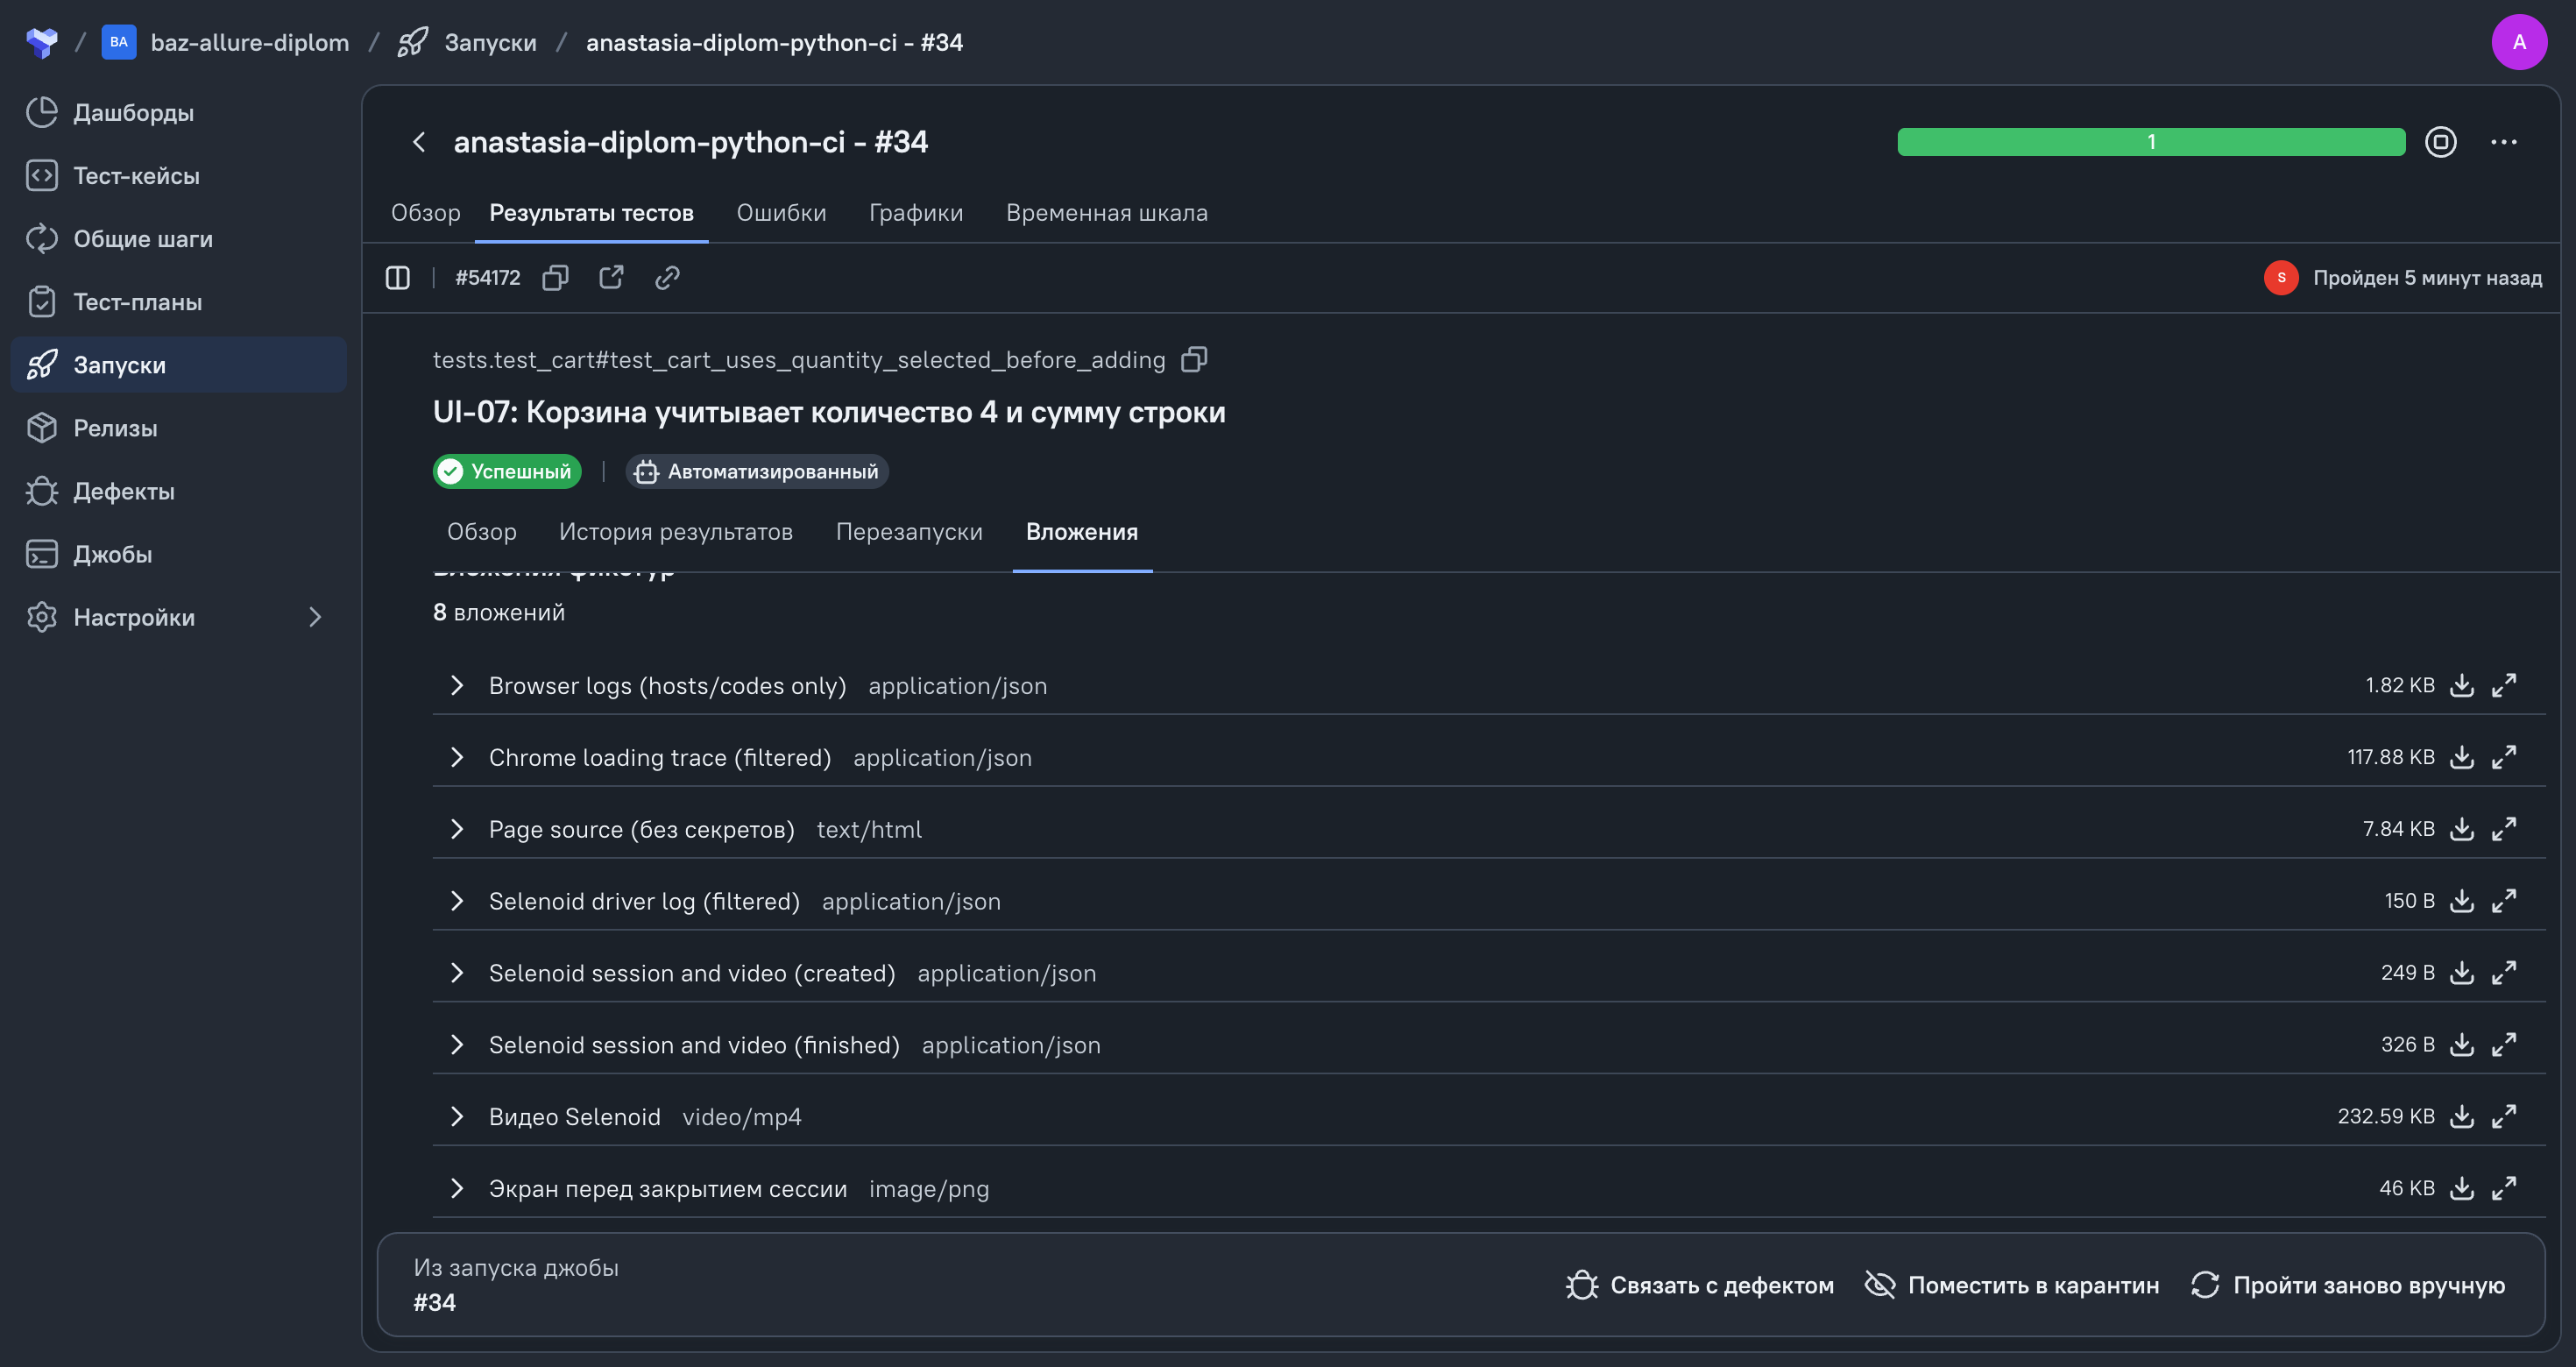 / BA baz-allure-diplom / Запуски / anastasia-diplom-python-ci - #34
A
Дашборды
Тест-кейсы
Общие шаги
Тест-планы
Запуски
Релизы
Дефекты
Джобы
Настройки
anastasia-diplom-python-ci - #34
1
Обзор Результаты тестов Ошибки Графики Временная шкала
#54172
S Пройден 5 минут назад
tests.test_cart#test_cart_uses_quantity_selected_before_adding
UI-07: Корзина учитывает количество 4 и сумму строки
Успешный | Автоматизированный
Обзор История результатов Перезапуски Вложения
Вложения фикстур
8 вложений
Browser logs (hosts/codes only) application/json 1.82 KB
Chrome loading trace (filtered) application/json 117.88 KB
Page source (без секретов) text/html 7.84 KB
Selenoid driver log (filtered) application/json 150 B
Selenoid session and video (created) application/json 249 B
Selenoid session and video (finished) application/json 326 B
Видео Selenoid video/mp4 232.59 KB
Экран перед закрытием сессии image/png 46 KB
Из запуска джобы
#34
Связать с дефектом Поместить в карантин Пройти заново вручную